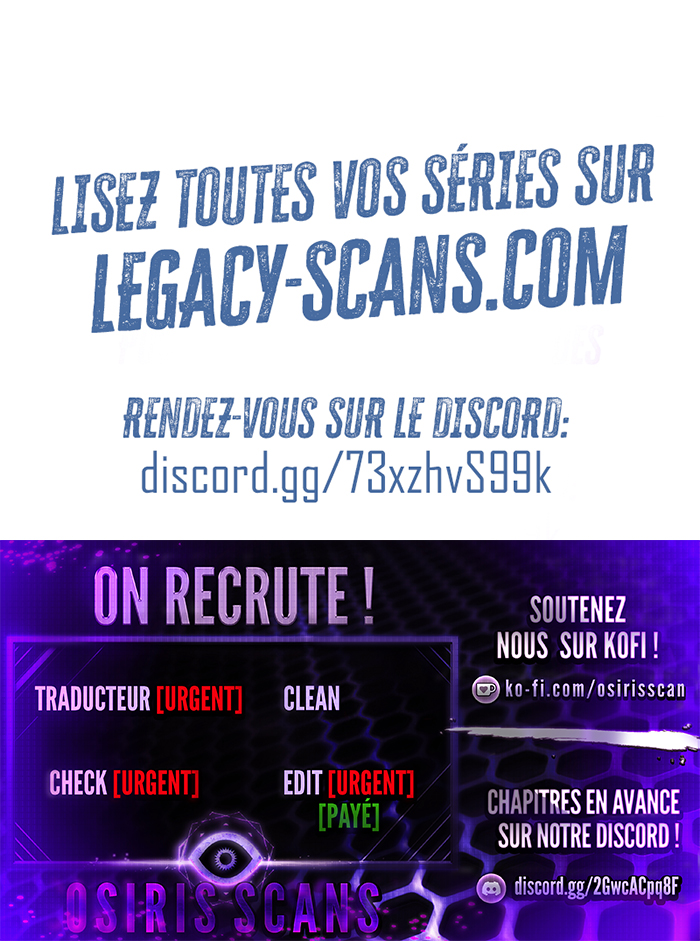 LISEZ TOUTES VOS SÉRIES SUR
LEGACY-SCANS.COM
RENDEZ-VOUS SUR LE DISCORD:
discord.gg/73xzhvS99k
ON RECRUTE !
TRADUCTEUR [URGENT]
CLEAN
CHECK [URGENT]
EDIT [URGENT]
[PAYÉ]
OSIRIS SCANS
SOUTENEZ
NOUS SUR KOFI !
ko-fi.com/osirisscan
CHAPITRES EN AVANCE
SUR NOTRE DISCORD !
discord.gg/2GwcACpq8F